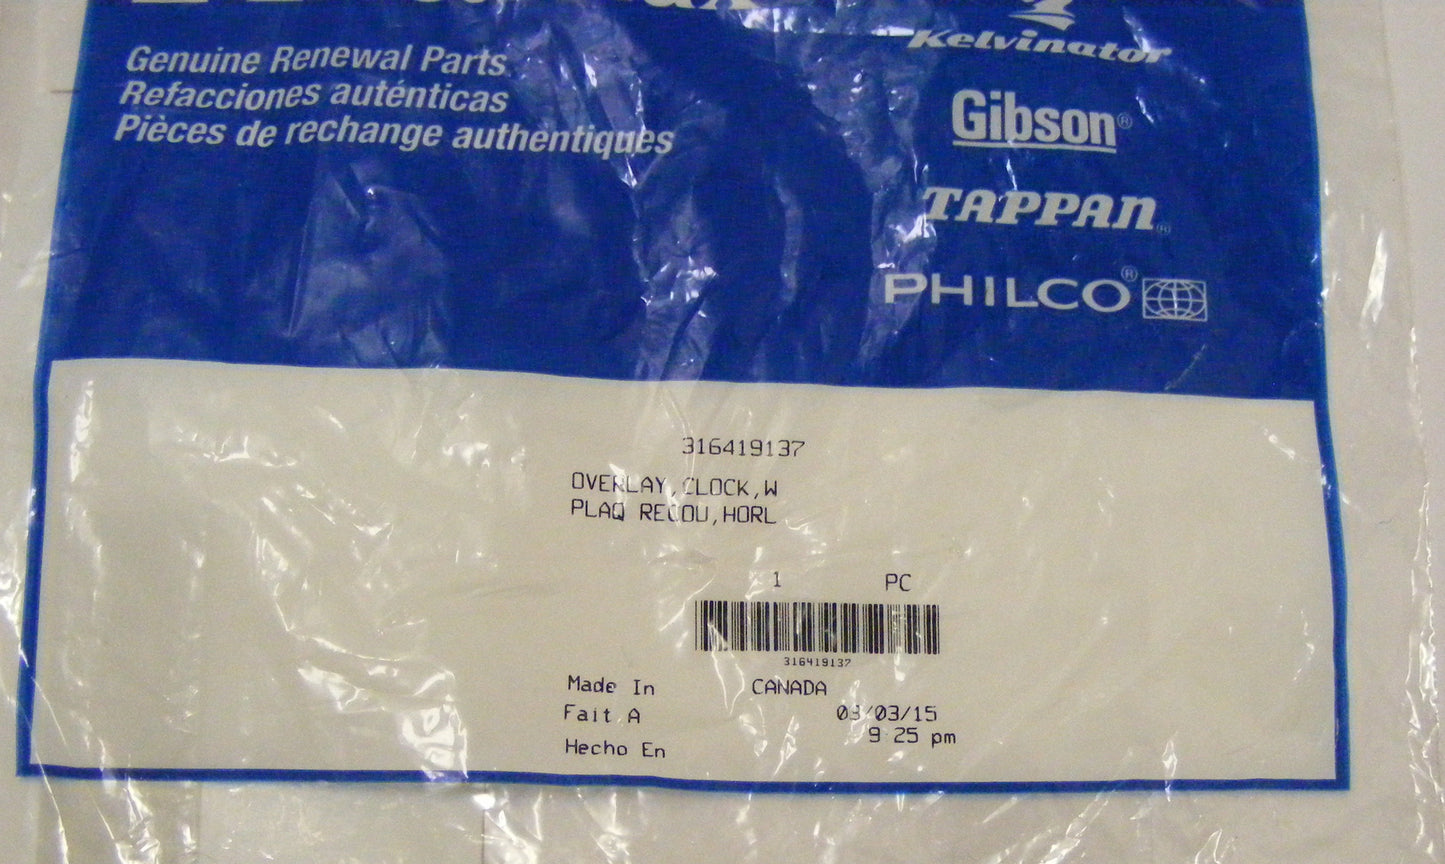 Genuine Renewal Parts
Refacciones auténticas
Pièces de rechange authentiques
Kelvinator
Gibson®
TAPPAN®
PHILCO®
316419137
OVERLAY,CLOCK,W
PLAQ RECOU,HORL
1 PC
316419137
Made In CANADA
Fait A
03/15
9:25 pm
Hecho En